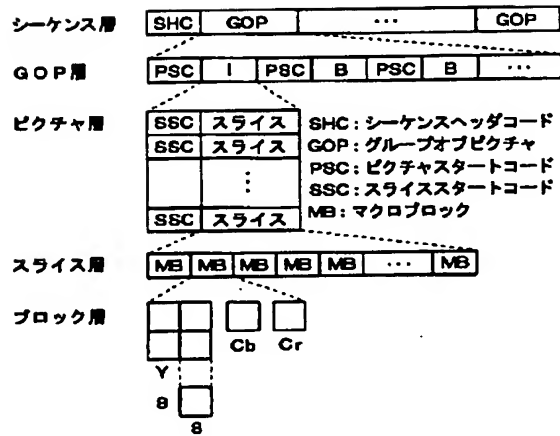 シーケンス層 SHC GOP ・・・ GOP
GOP層 PSC I PSC B PSC B ・・・
ピクチャ層 SSC スライス SHC:シーケンスヘッダコード
SSC スライス GOP:グループオブピクチャ
PSC:ピクチャスタートコード
⋮ SSC:スライススタートコード
SSC スライス MB:マクロブロック
スライス層 MB MB MB MB MB ・・・ MB
ブロック層
Cb Cr
Y
8
8